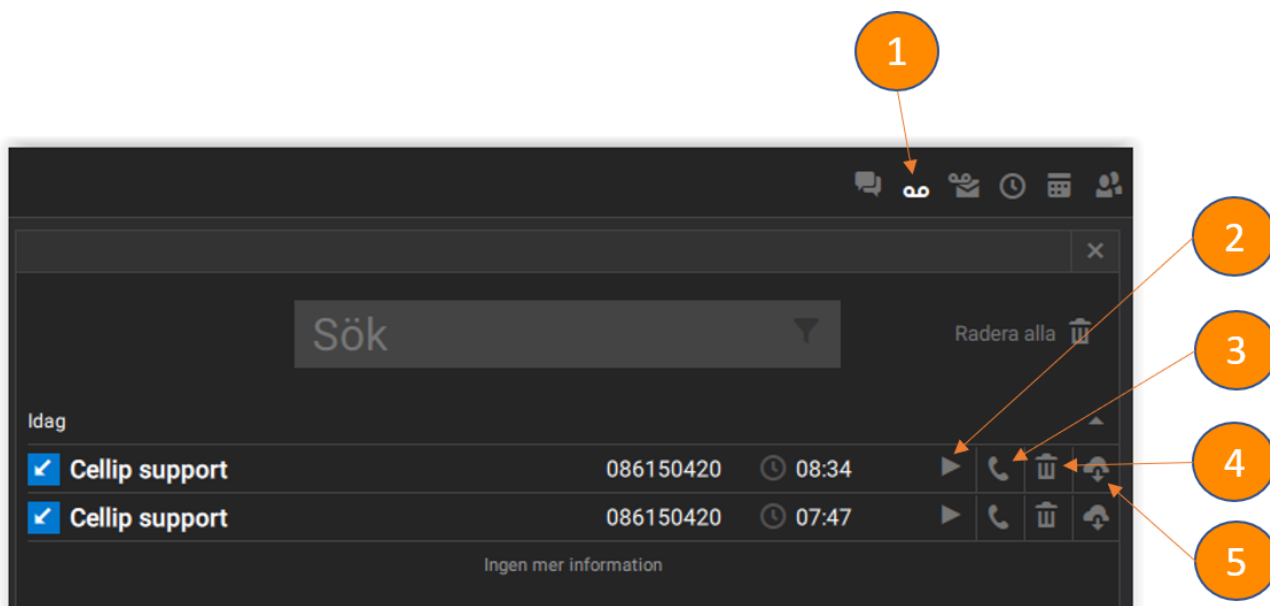 1
2
Sök
Radera alla
3
Idag
Cellip support 086150420 08:34
4
Cellip support 086150420 07:47
5
Ingen mer information